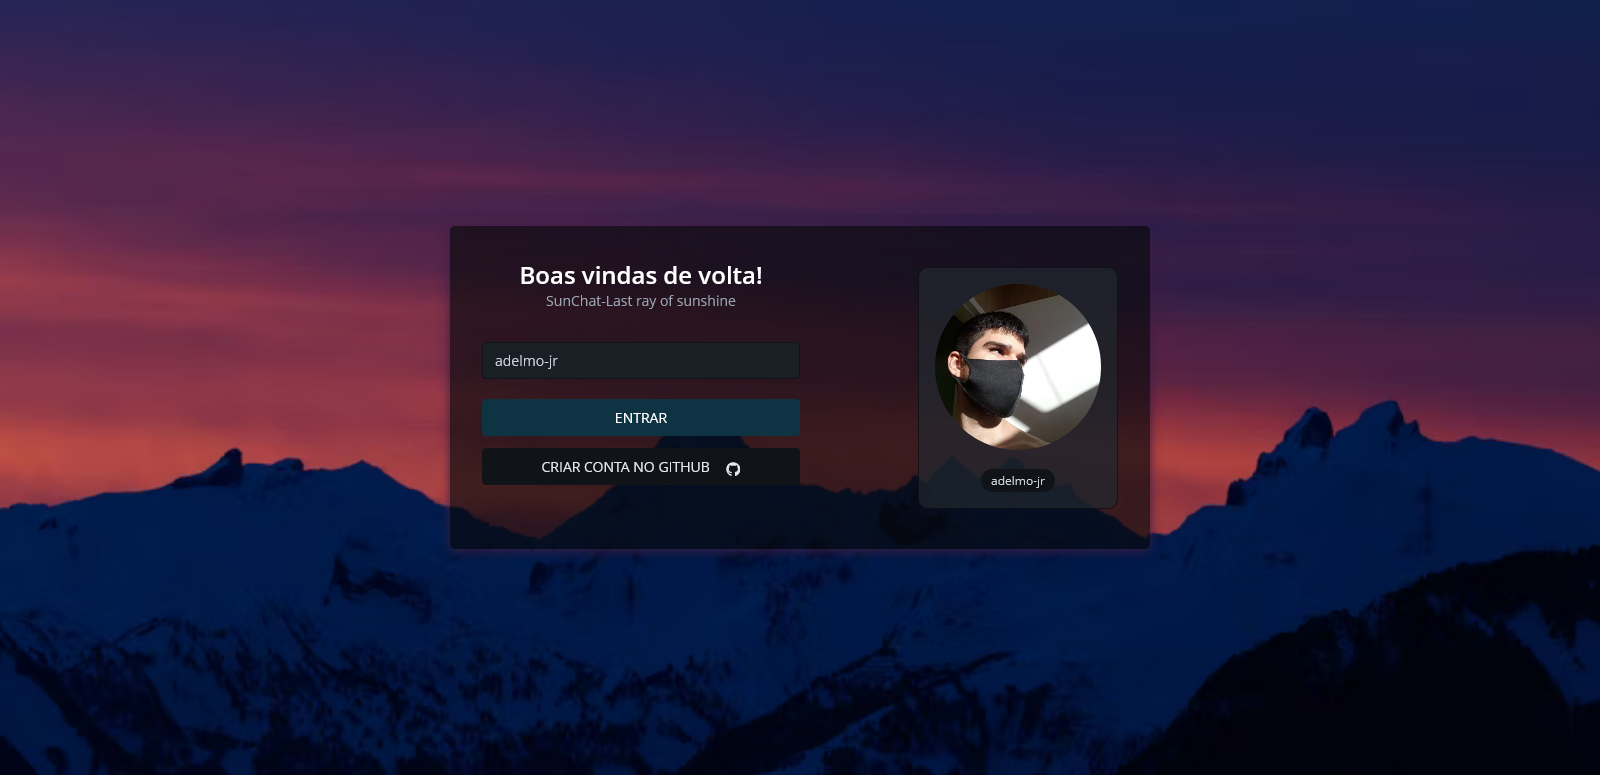 Boas vindas de volta!
SunChat-Last ray of sunshine
adelmo-jr
ENTRAR
CRIAR CONTA NO GITHUB
adelmo-jr